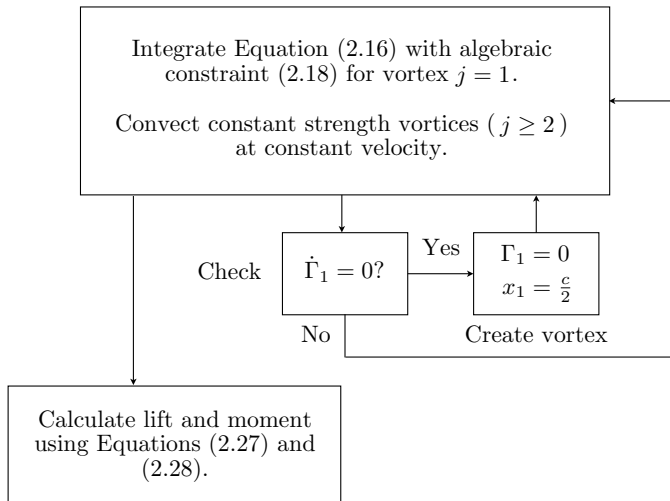 Integrate Equation (2.16) with algebraic
constraint (2.18) for vortex j = 1.
Convect constant strength vortices ( j ≥ 2 )
at constant velocity.
Check
Γ̇₁ = 0?
Yes
No
Γ₁ = 0
x₁ = c/2
Create vortex
Calculate lift and moment
using Equations (2.27) and
(2.28).